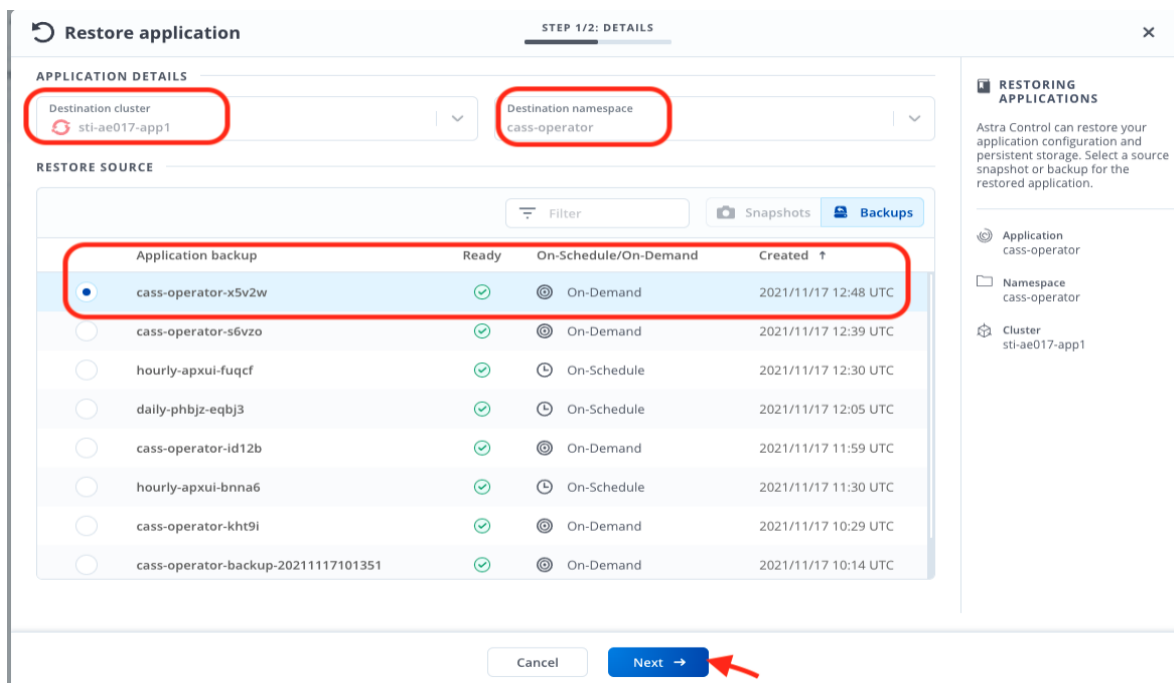 Restore application
STEP 1/2: DETAILS
APPLICATION DETAILS
Destination cluster
sti-ae017-app1
Destination namespace
cass-operator
RESTORE SOURCE
Filter
Snapshots
Backups
Application backup Ready On-Schedule/On-Demand Created ↑
cass-operator-x5v2w On-Demand 2021/11/17 12:48 UTC
cass-operator-s6vzo On-Demand 2021/11/17 12:39 UTC
hourly-apxui-fuqcf On-Schedule 2021/11/17 12:30 UTC
daily-phbjz-eqbj3 On-Schedule 2021/11/17 12:05 UTC
cass-operator-id12b On-Demand 2021/11/17 11:59 UTC
hourly-apxui-bnna6 On-Schedule 2021/11/17 11:30 UTC
cass-operator-kht9i On-Demand 2021/11/17 10:29 UTC
cass-operator-backup-20211117101351 On-Demand 2021/11/17 10:14 UTC
RESTORING
APPLICATIONS
Astra Control can restore your
application configuration and
persistent storage. Select a source
snapshot or backup for the
restored application.
Application
cass-operator
Namespace
cass-operator
Cluster
sti-ae017-app1
Cancel
Next →